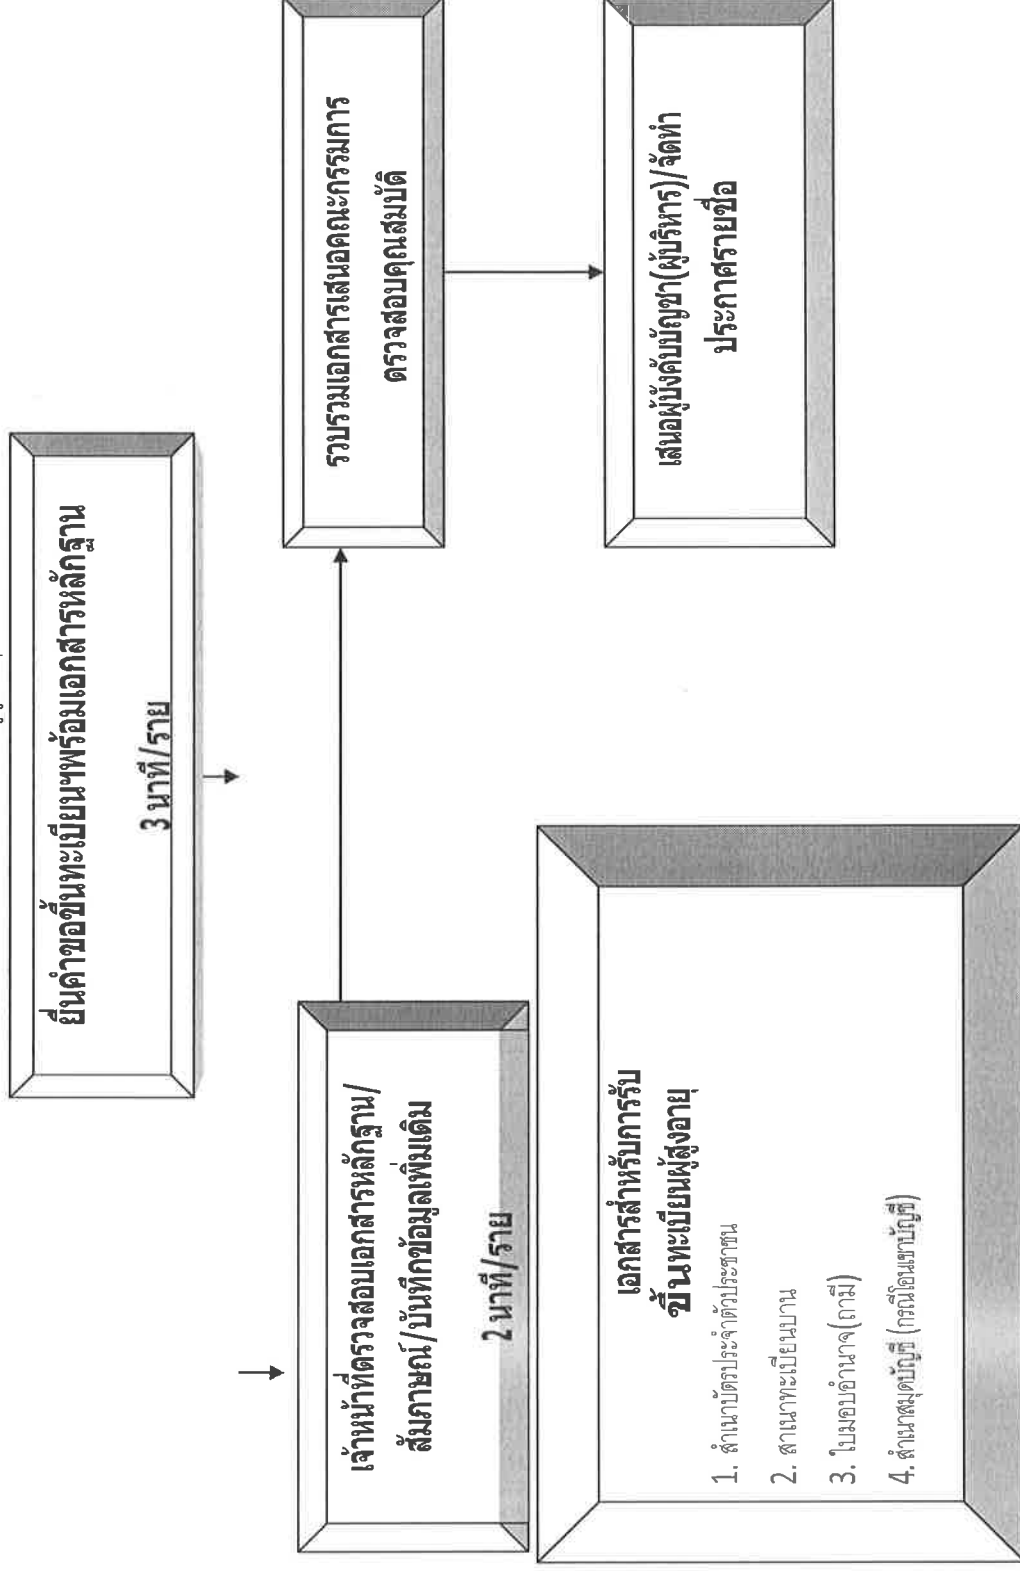 ยื่นคำขอขึ้นทะเบียนฯพร้อมเอกสารหลักฐาน
3 นาที/ราย
เจ้าหน้าที่ตรวจสอบเอกสารหลักฐาน/
สัมภาษณ์/บันทึกข้อมูลเพิ่มเติม
2 นาที/ราย
รวบรวมเอกสารเสนอคณะกรรมการ
ตรวจสอบคุณสมบัติ
เสนอผู้บังคับบัญชา(ผู้บริหาร)/จัดทำ
ประกาศรายชื่อ
เอกสารสำหรับการรับ
ขึ้นทะเบียนผู้สูงอายุ
1. สำเนาบัตรประจำตัวประชาชน
2. สำเนาทะเบียนบ้าน
3. ใบมอบอำนาจ(ถ้ามี)
4. สำเนาสมุดบัญชี (กรณีโอนเข้าบัญชี)